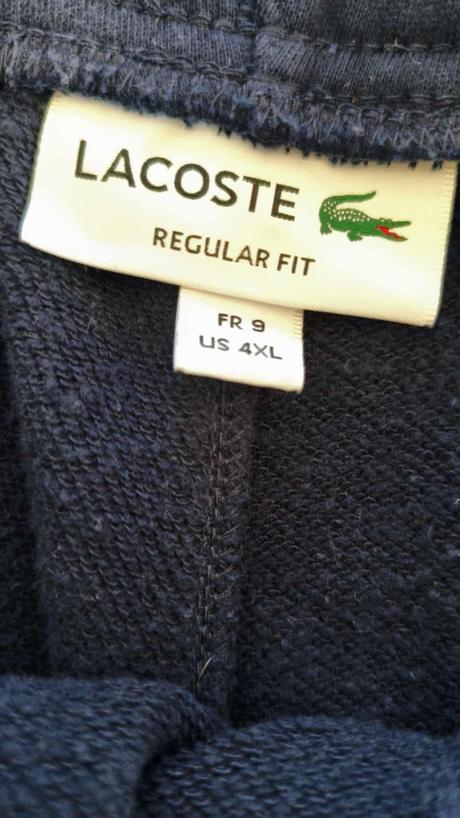 LACOSTE
REGULAR FIT
FR 9
US 4XL